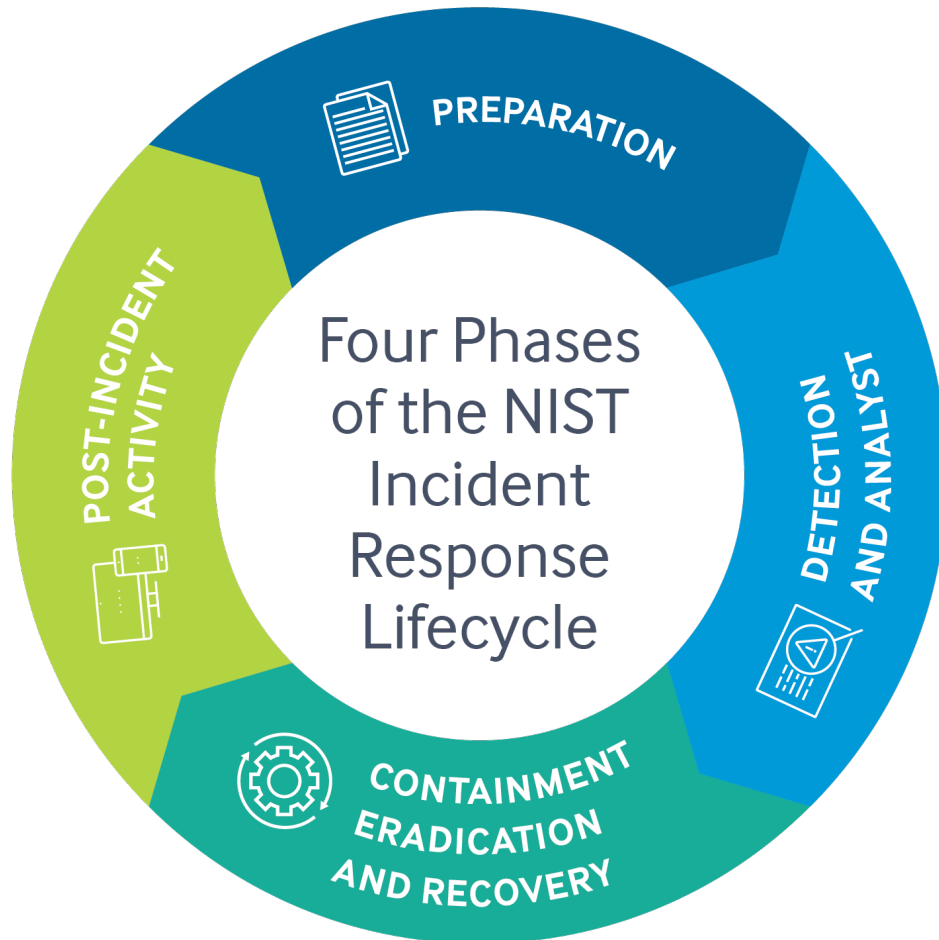 PREPARATION
Four Phases
of the NIST
Incident
Response
Lifecycle
DETECTION
AND ANALYST
CONTAINMENT
ERADICATION
AND RECOVERY
POST-INCIDENT
ACTIVITY